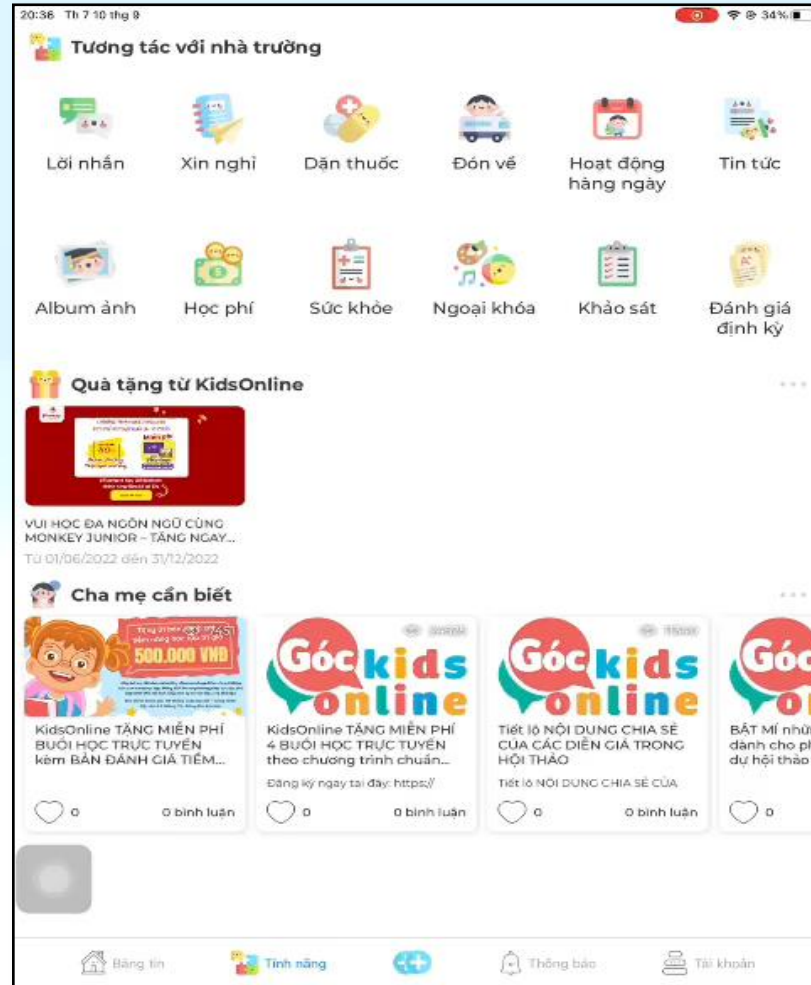 20:36 Th 7 10 thg 9
34%
Tương tác với nhà trường
Lời nhắn
Xin nghỉ
Dặn thuốc
Đón về
Hoạt động
hàng ngày
Tin tức
Album ảnh
Học phí
Sức khỏe
Ngoại khóa
Khảo sát
Đánh giá
định kỳ
Quà tặng từ KidsOnline
VUI HỌC ĐA NGÔN NGỮ CÙNG
MONKEY JUNIOR – TẶNG NGAY...
Từ 01/06/2022 đến 31/12/2022
Cha mẹ cần biết
500.000 VNĐ
Góc kids
online
Góc kids
online
Góc
KidsOnline TẶNG MIỄN PHÍ
BUỔI HỌC TRỰC TUYẾN
kèm BẢN ĐÁNH GIÁ TIỀM...
0
0 bình luận
KidsOnline TẶNG MIỄN PHÍ
4 BUỔI HỌC TRỰC TUYẾN
theo chương trình chuẩn...
Đăng ký ngay tại đây: https://
0
0 bình luận
Tiết lộ NỘI DUNG CHIA SẺ
CỦA CÁC DIỄN GIẢ TRONG
HỘI THẢO
Tiết lộ NỘI DUNG CHIA SẺ CỦA
0
0 bình luận
BẬT MÍ nhữ
dành cho ph
dự hội thảo
0
Bảng tin
Tính năng
Thông báo
Tài khoản